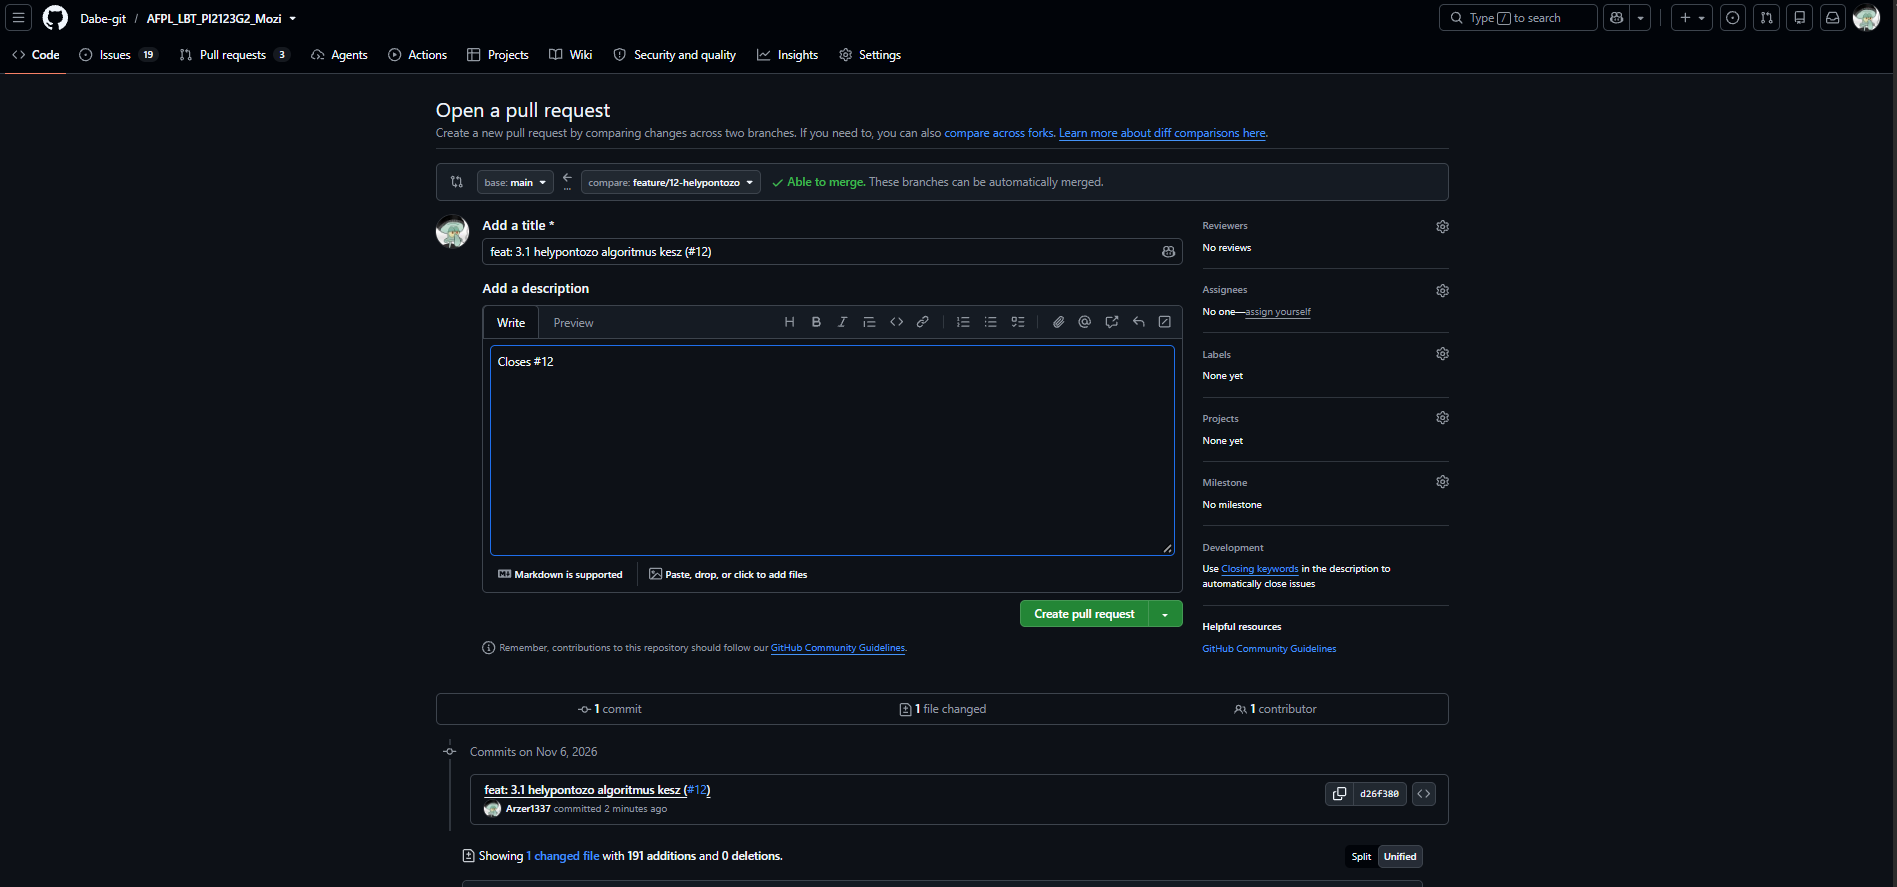 Dabe-git / AFPL_LBT_PI2123G2_Mozi
Type / to search
Code Issues 19 Pull requests 3 Agents Actions Projects Wiki Security and quality Insights Settings
Open a pull request
Create a new pull request by comparing changes across two branches. If you need to, you can also compare across forks. Learn more about diff comparisons here.
base: main ... compare: feature/12-helypontozo Able to merge. These branches can be automatically merged.
Add a title *
feat: 3.1 helypontozo algoritmus kesz (#12)
Add a description
Write Preview
Closes #12
Markdown is supported Paste, drop, or click to add files
Create pull request
Remember, contributions to this repository should follow our GitHub Community Guidelines.
Reviewers
No reviews
Assignees
No one—assign yourself
Labels
None yet
Projects
None yet
Milestone
No milestone
Development
Use Closing keywords in the description to
automatically close issues
Helpful resources
GitHub Community Guidelines
1 commit 1 file changed 1 contributor
Commits on Nov 6, 2026
feat: 3.1 helypontozo algoritmus kesz (#12)
d26f380
Arzer1337 committed 2 minutes ago
Showing 1 changed file with 191 additions and 0 deletions.
Split Unified